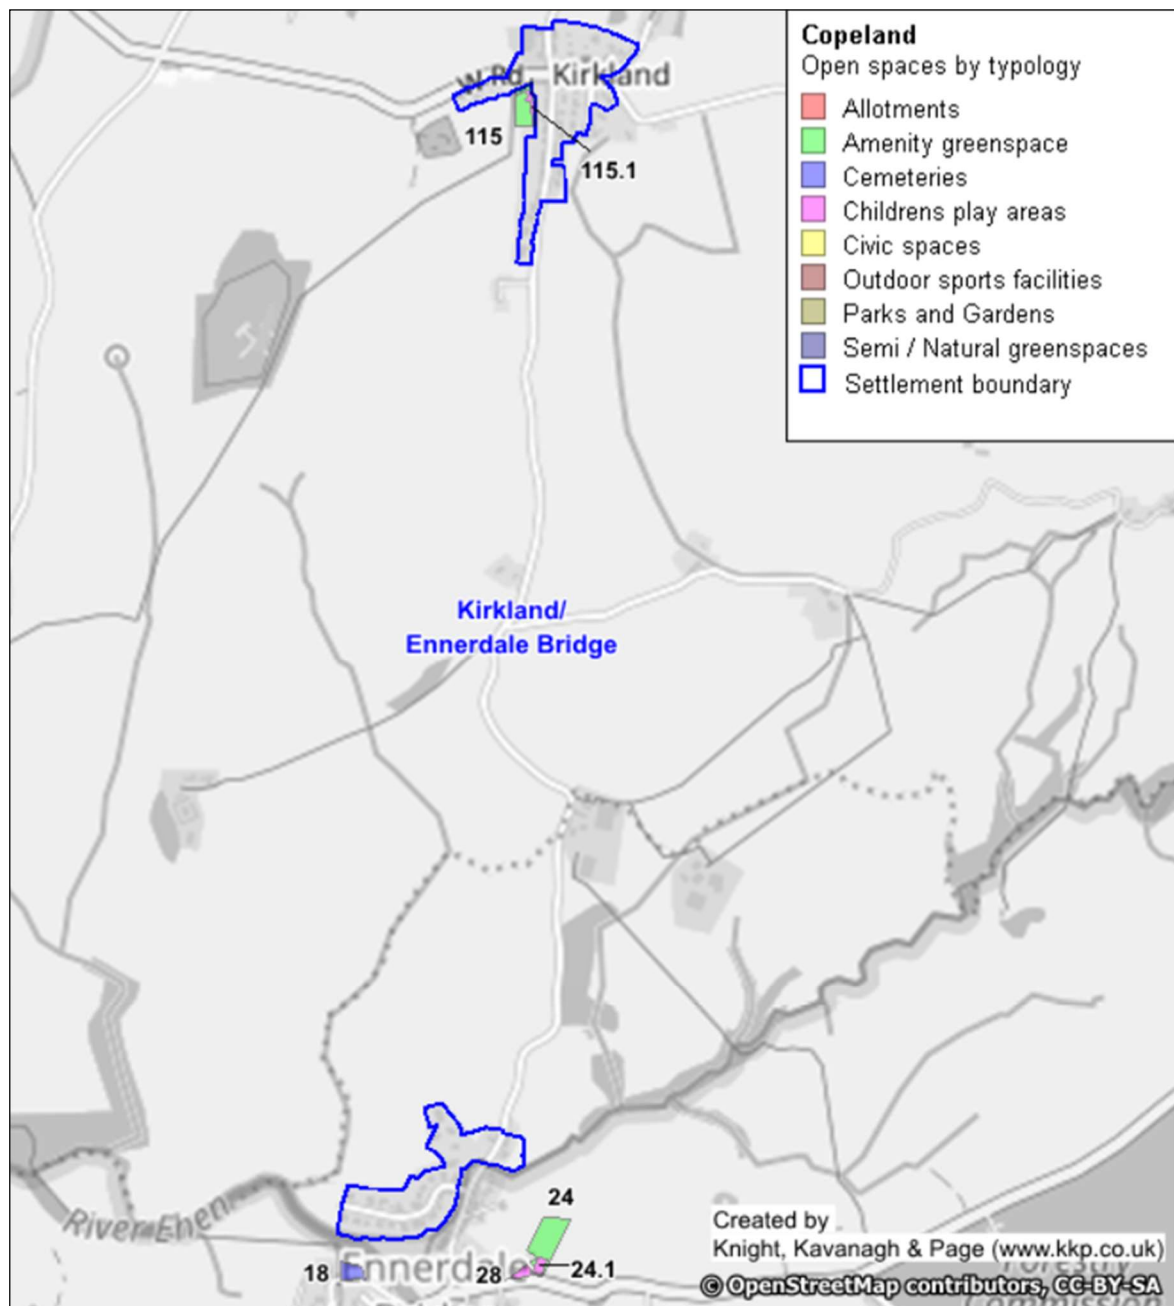 Copeland
Open spaces by typology
Allotments
Amenity greenspace
Cemeteries
Childrens play areas
Civic spaces
Outdoor sports facilities
Parks and Gardens
Semi / Natural greenspaces
Settlement boundary
W Rd
Kirkland
115
115.1
Kirkland/
Ennerdale Bridge
River Ehen
24
18
Ennerdale
28
24.1
Created by
Knight, Kavanagh & Page (www.kkp.co.uk)
© OpenStreetMap contributors, CC-BY-SA